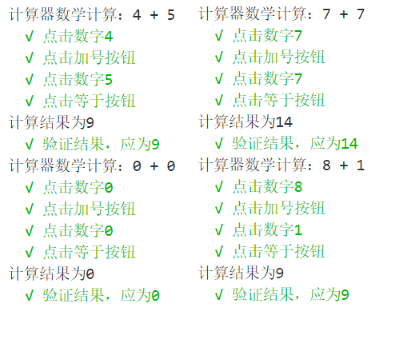 计算器数学计算: 4 + 5
√ 点击数字4
√ 点击加号按钮
√ 点击数字5
√ 点击等于按钮
计算结果为9
√ 验证结果，应为9
计算器数学计算: 0 + 0
√ 点击数字0
√ 点击加号按钮
√ 点击数字0
√ 点击等于按钮
计算结果为0
√ 验证结果，应为0
计算器数学计算: 7 + 7
√ 点击数字7
√ 点击加号按钮
√ 点击数字7
√ 点击等于按钮
计算结果为14
√ 验证结果，应为14
计算器数学计算: 8 + 1
√ 点击数字8
√ 点击加号按钮
√ 点击数字1
√ 点击等于按钮
计算结果为9
√ 验证结果，应为9